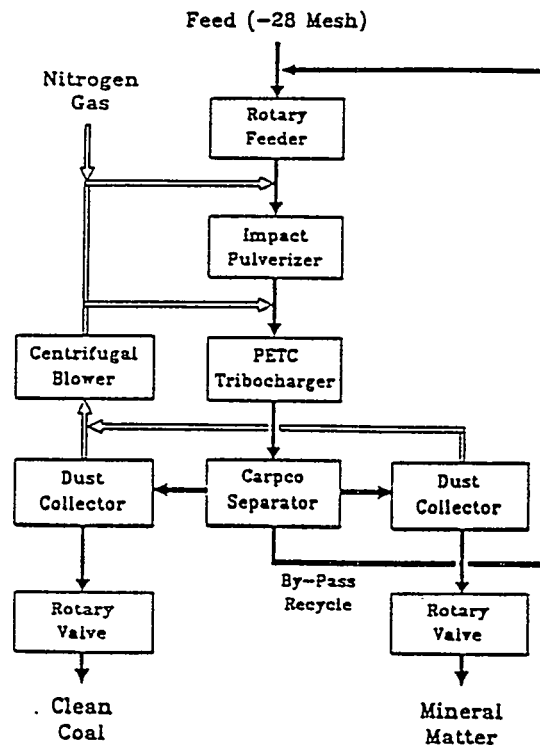 Feed (-28 Mesh)
Nitrogen
Gas
Rotary
Feeder
Impact
Pulverizer
Centrifugal
Blower
PETC
Tribocharger
Dust
Collector
Carpco
Separator
Dust
Collector
By-Pass
Recycle
Rotary
Valve
Rotary
Valve
Clean
Coal
Mineral
Matter